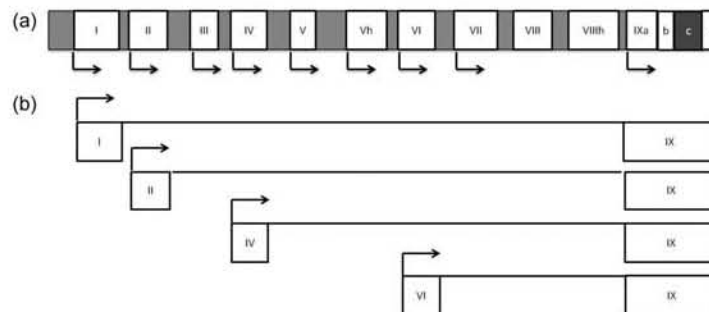 (a) I II III IV V Vh VI VII VIII VIIIh IXa b c
(b)
I IX
II IX
IV IX
VI IX